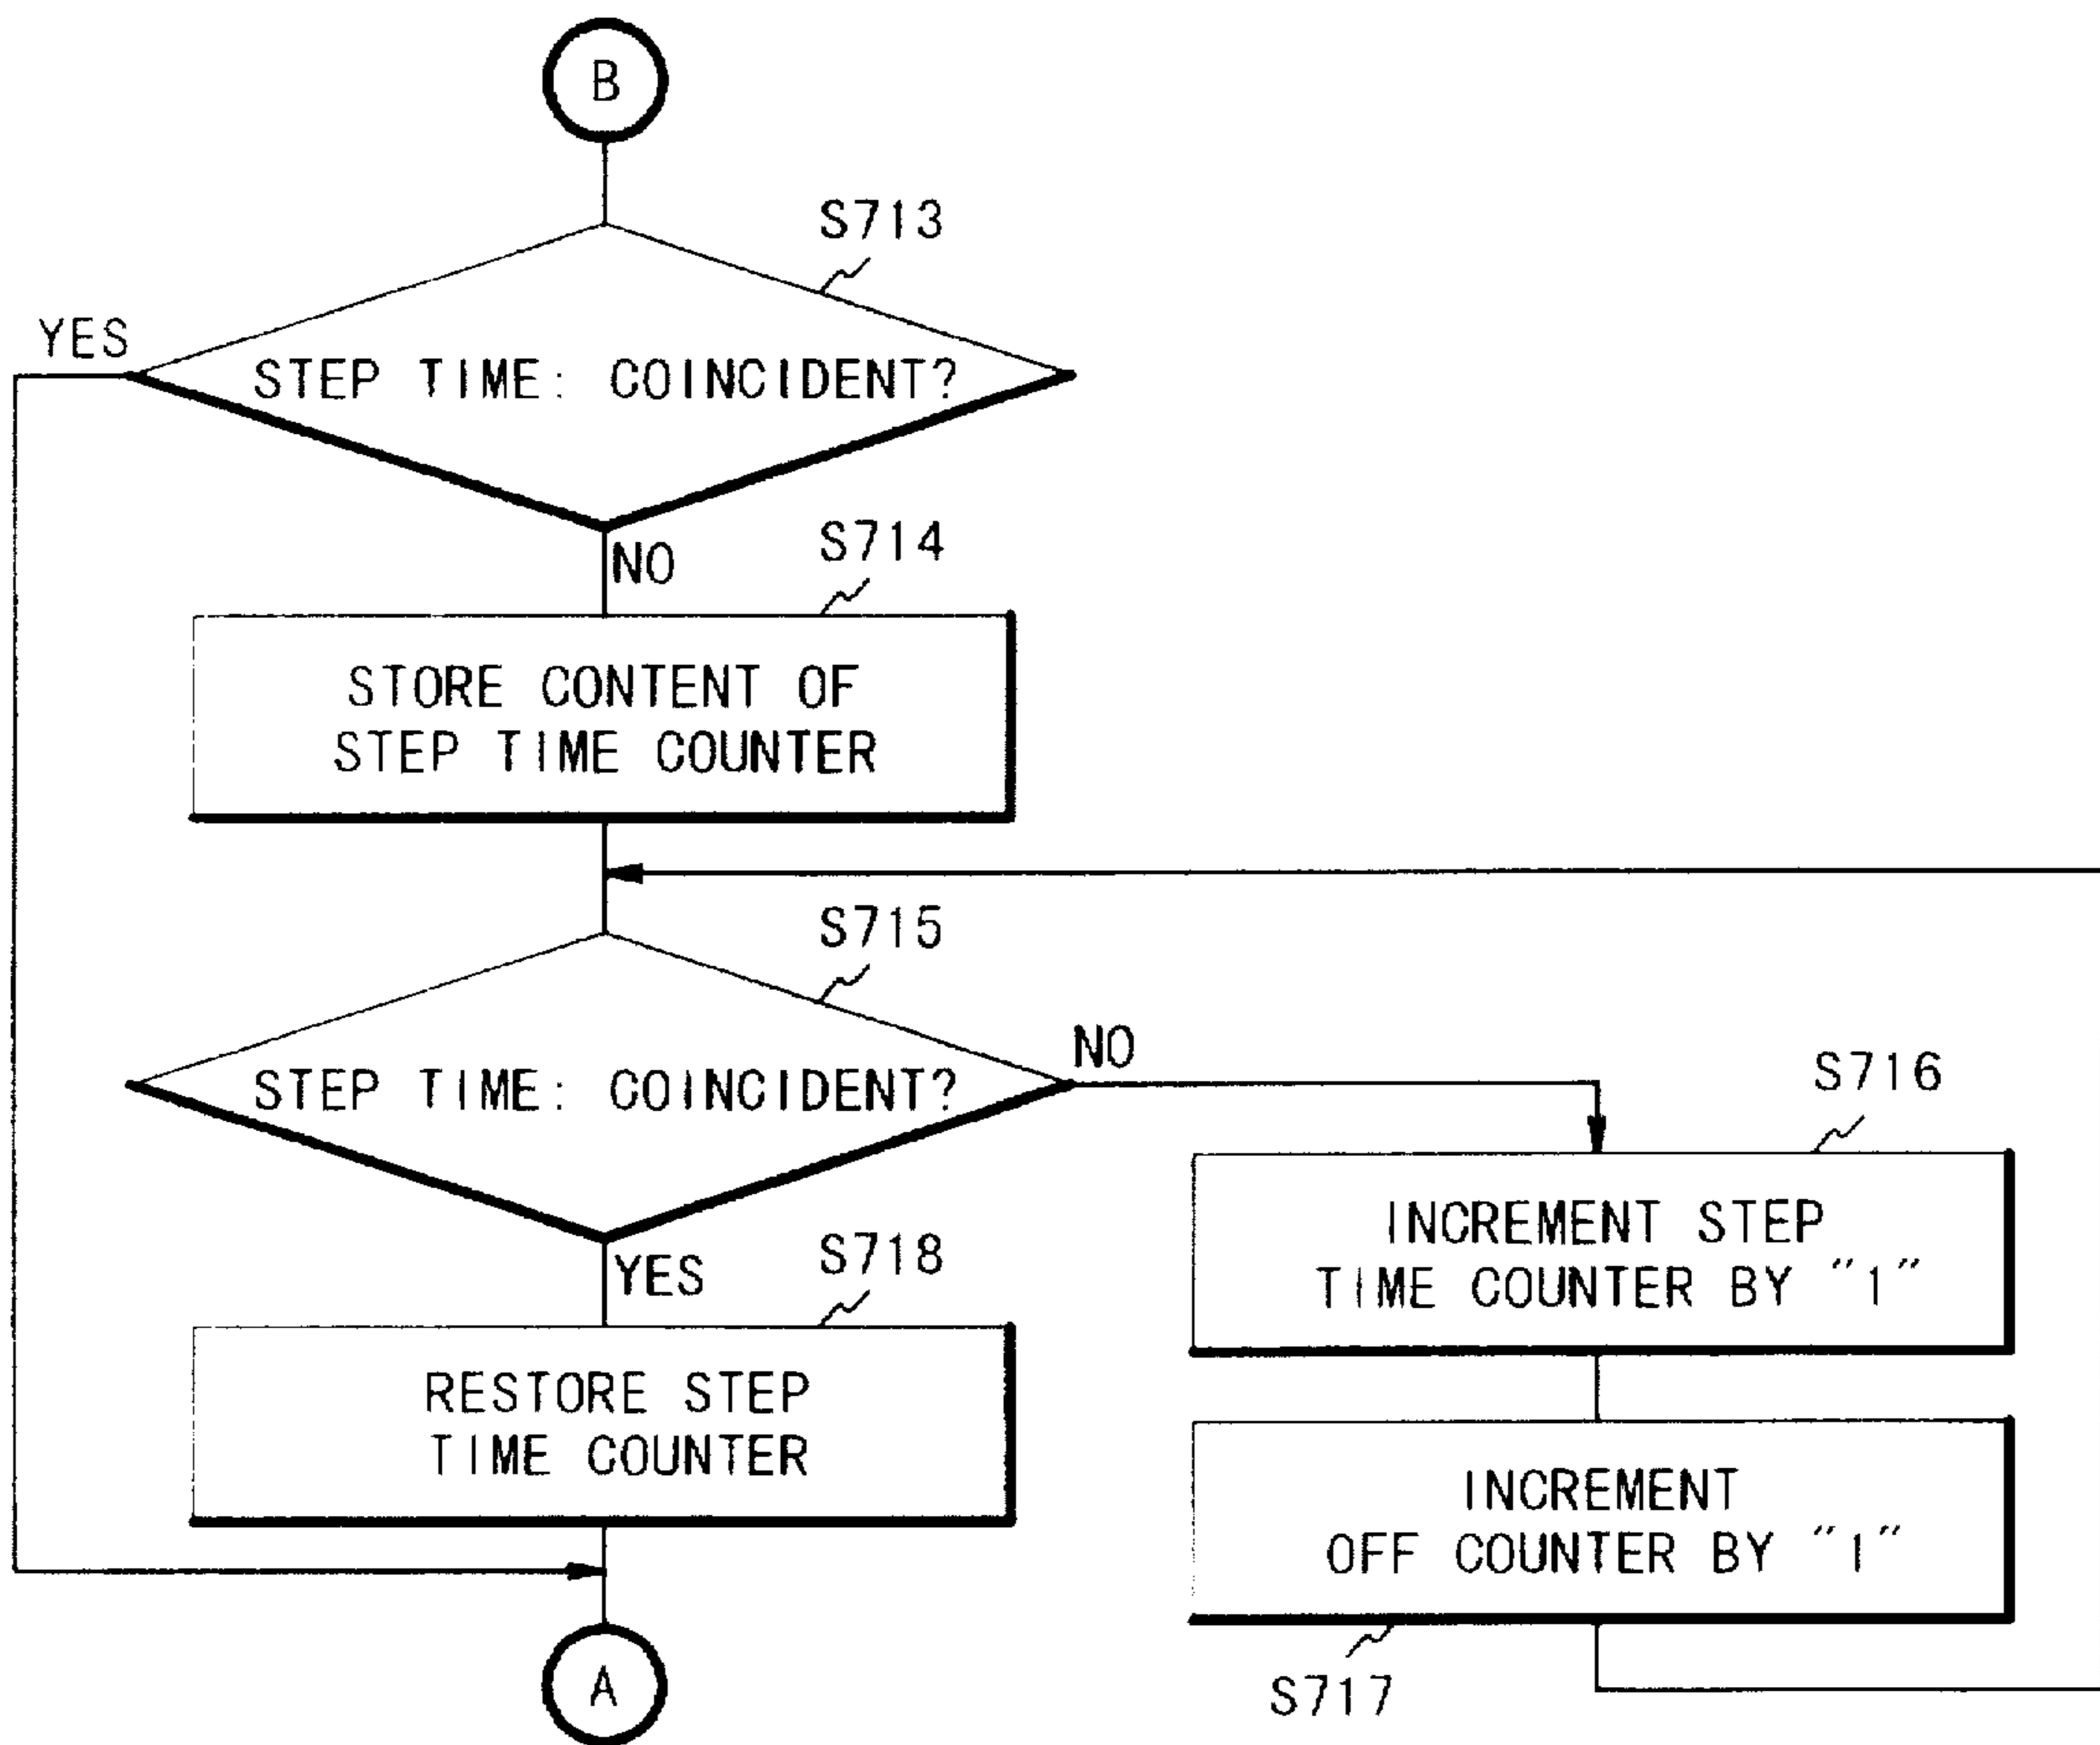 B
S713
YES
STEP TIME: COINCIDENT?
NO
S714
STORE CONTENT OF
STEP TIME COUNTER
S715
STEP TIME: COINCIDENT?
NO
S716
INCREMENT STEP
TIME COUNTER BY "1"
YES
S718
RESTORE STEP
TIME COUNTER
INCREMENT
OFF COUNTER BY "1"
S717
A